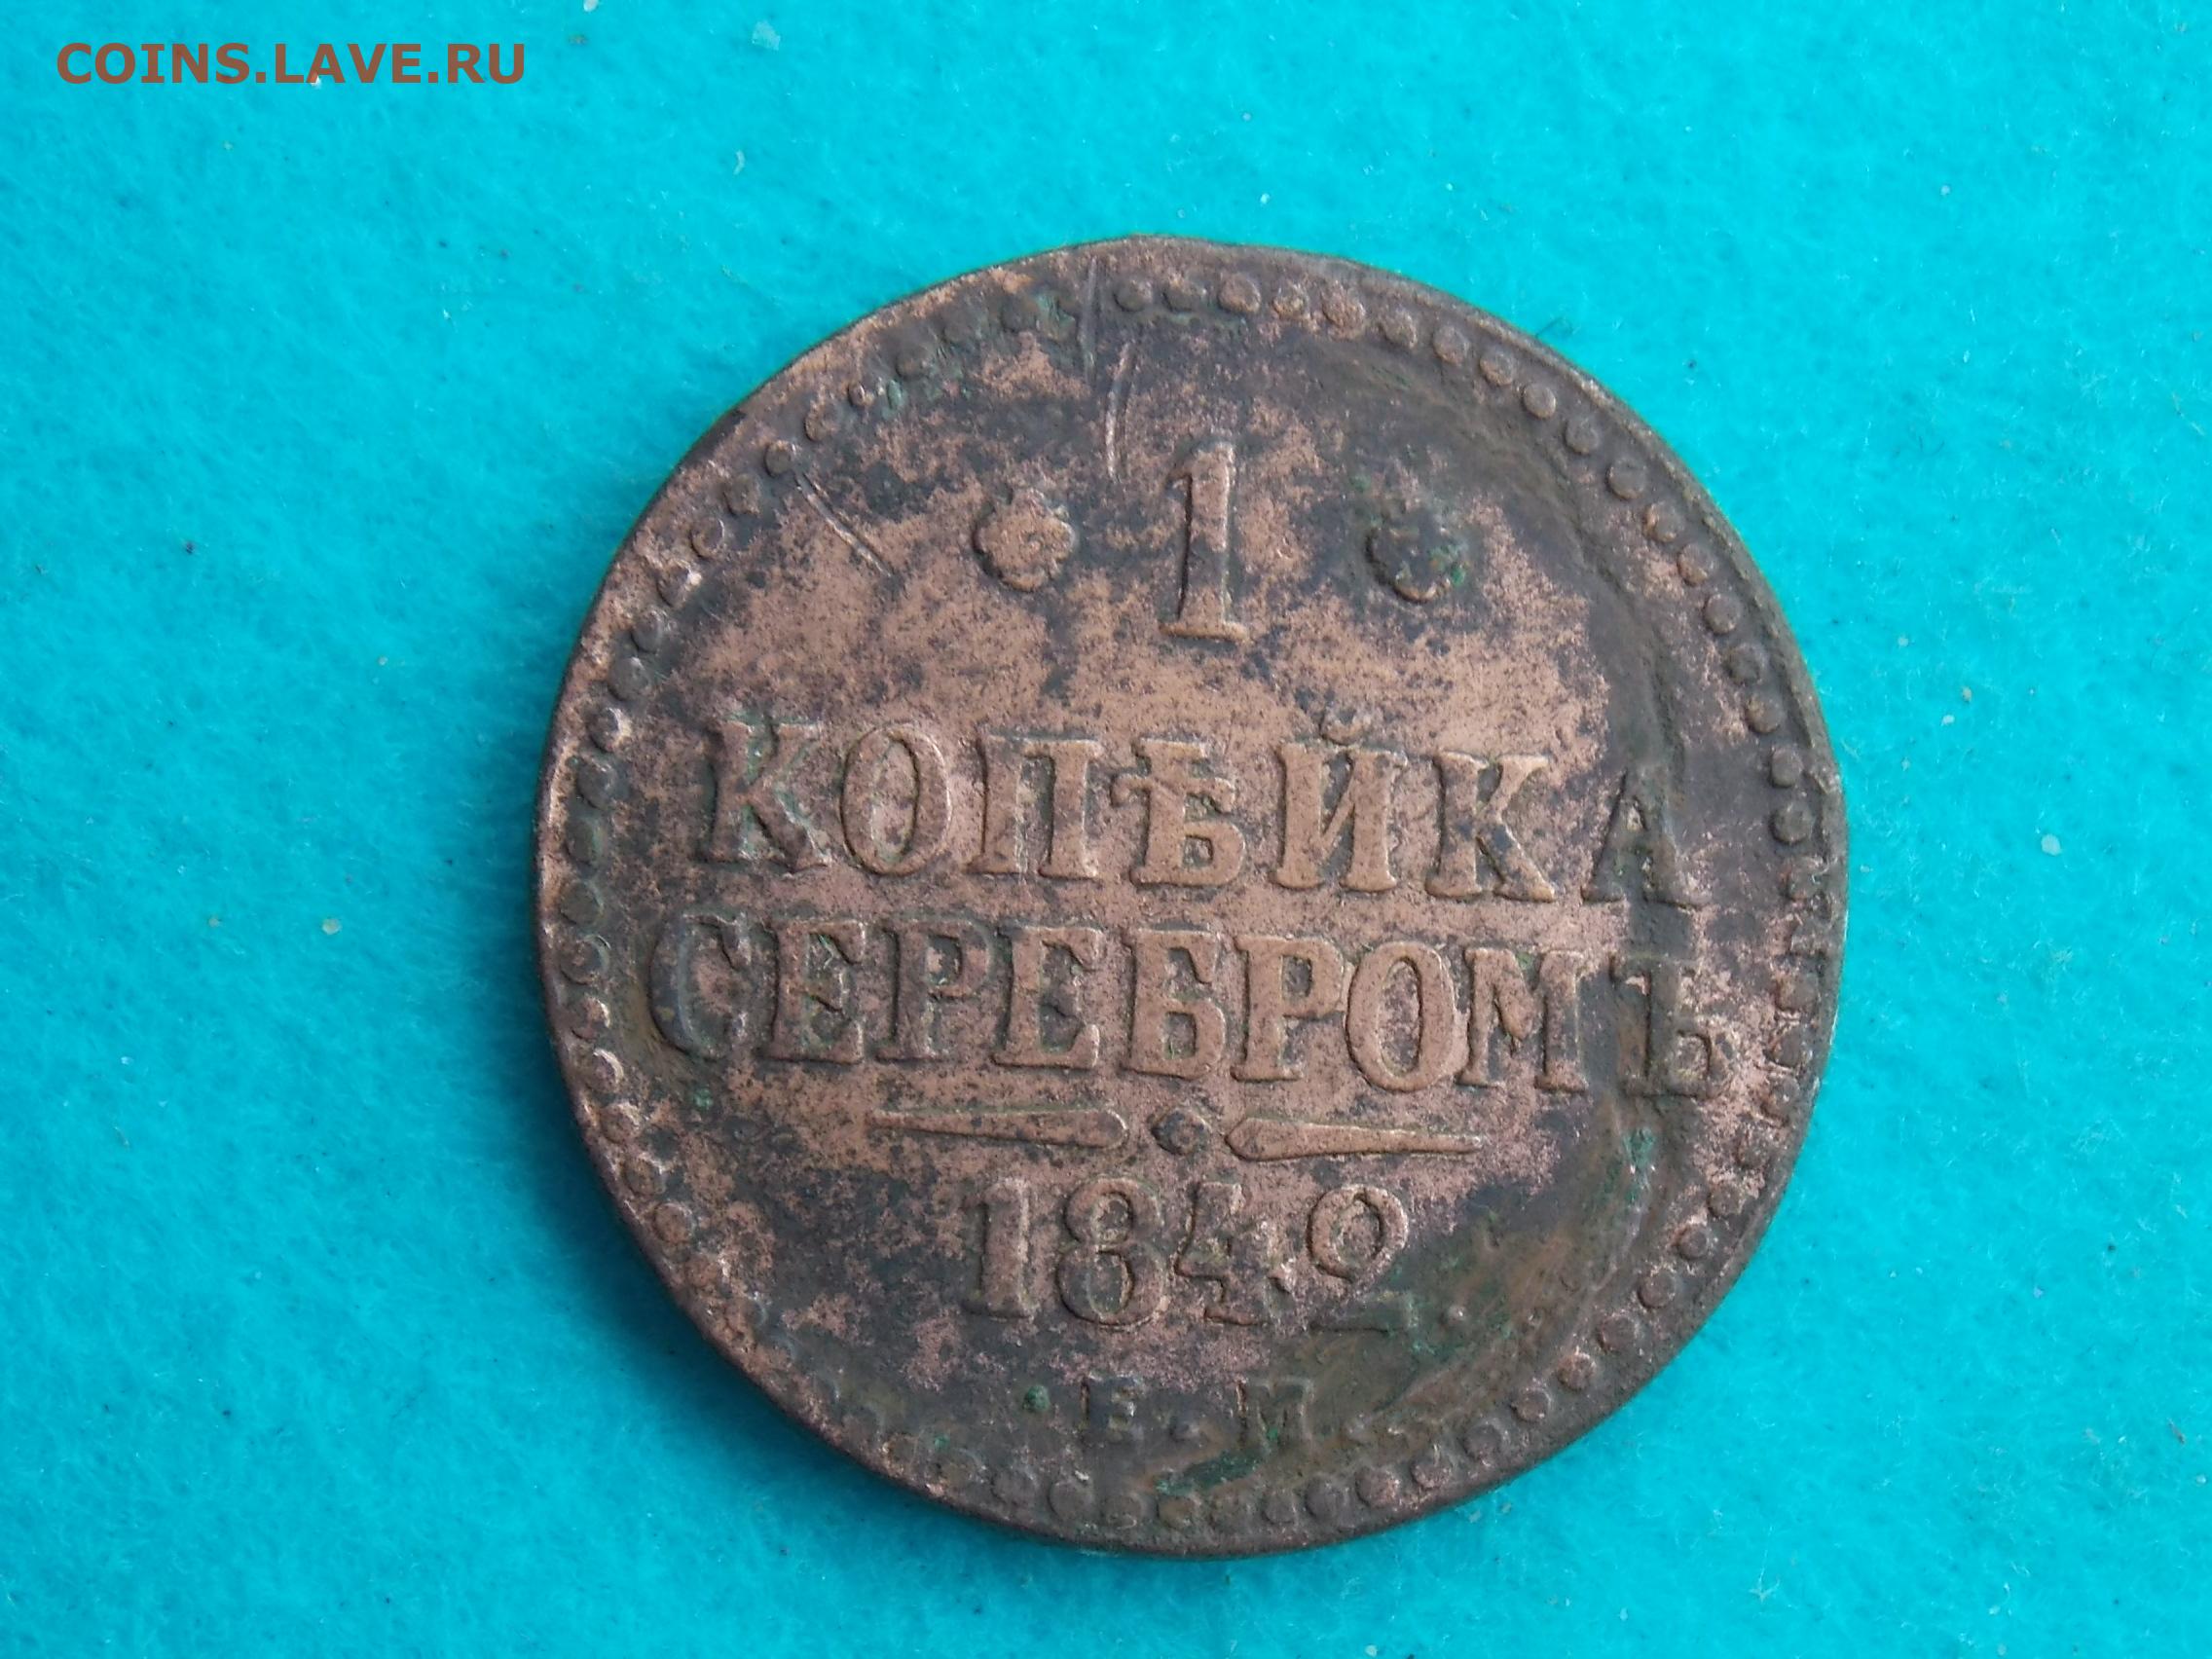 COINS.LAVE.RU
1
КОПѢЙКА
СЕРЕБРОМЪ
1842
Е.М.